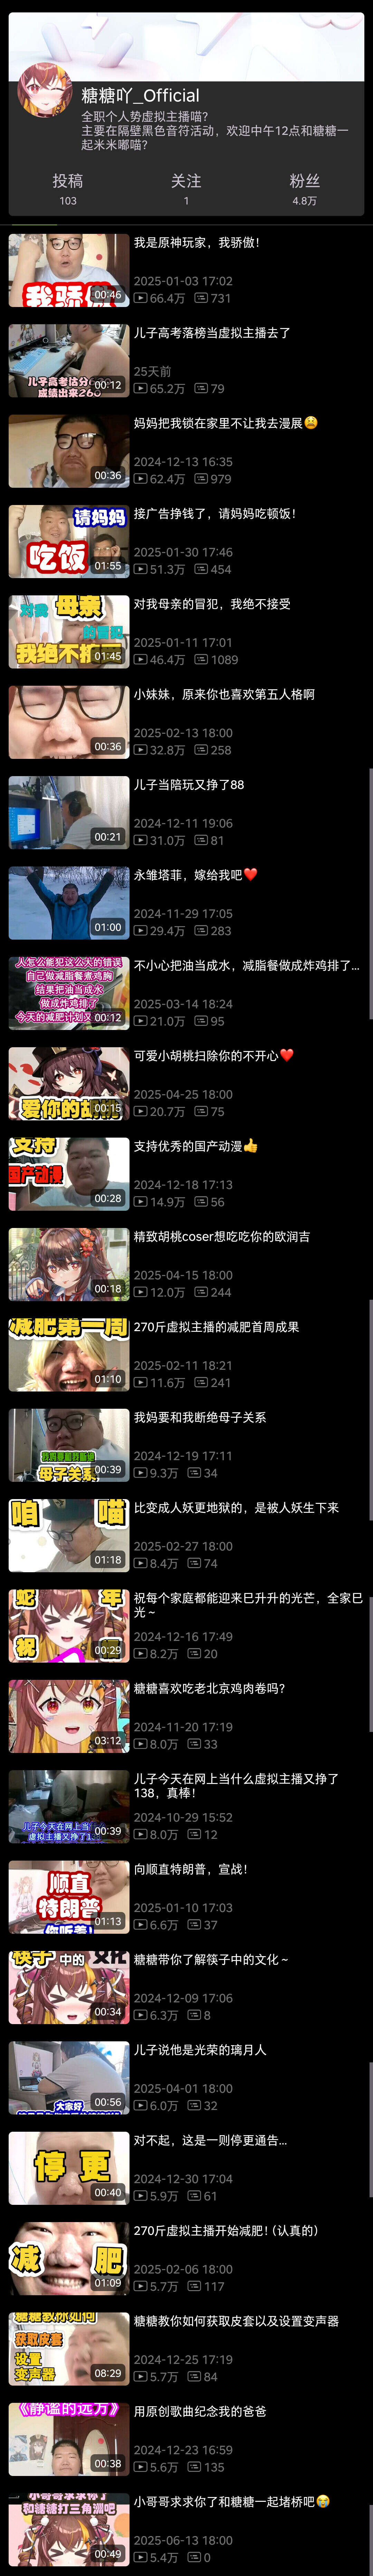 糖糖吖_Official
全职个人势虚拟主播喵?
主要在隔壁黑色音符活动，欢迎中午12点和糖糖一
起米米嘟喵?
投稿
关注
粉丝
103
1
4.8万
我骄傲
00:46
我是原神玩家，我骄傲！
2025-01-03 17:02
66.4万
731
儿子高考估分6
成绩出来260
00:12
儿子高考落榜当虚拟主播去了
25天前
65.2万
79
00:36
妈妈把我锁在家里不让我去漫展😫
2024-12-13 16:35
62.4万
979
请妈妈
吃饭
01:55
接广告挣钱了，请妈妈吃顿饭！
2025-01-30 17:46
51.3万
454
对我
母亲
的冒犯
我绝不接
01:45
对我母亲的冒犯，我绝不接受
2025-01-11 17:01
46.4万
1089
00:36
小妹妹，原来你也喜欢第五人格啊
2025-02-13 18:00
32.8万
258
00:21
儿子当陪玩又挣了88
2024-12-11 19:06
31.0万
81
01:00
永雏塔菲，嫁给我吧❤️
2024-11-29 17:05
29.4万
283
人怎么能犯这么大的错误
自己做减脂餐煮鸡胸
结果把油当成水
做成炸鸡排了
今天的减肥计划又
00:12
不小心把油当成水，减脂餐做成炸鸡排了...
2025-03-14 18:24
21.0万
95
爱你的胡桃
00:15
可爱小胡桃扫除你的不开心❤️
2025-04-25 18:00
20.7万
75
支持
国产动漫
00:28
支持优秀的国产动漫👍
2024-12-18 17:13
14.9万
56
00:18
精致胡桃coser想吃吃你的欧润吉
2025-04-15 18:00
12.0万
244
减肥第一周
01:10
270斤虚拟主播的减肥首周成果
2025-02-11 18:21
11.6万
241
我妈要和我断绝
母子关系
00:39
我妈要和我断绝母子关系
2024-12-19 17:11
9.3万
34
咱
喵
01:18
比变成人妖更地狱的，是被人妖生下来
2025-02-27 18:00
8.4万
74
蛇
年
祝
00:29
祝每个家庭都能迎来巳升升的光芒，全家巳
光～
2024-12-16 17:49
8.2万
20
03:12
糖糖喜欢吃老北京鸡肉卷吗?
2024-11-20 17:19
8.0万
33
儿子今天在网上当
虚拟主播又挣了13
00:39
儿子今天在网上当什么虚拟主播又挣了
138，真棒！
2024-10-29 15:52
8.0万
12
顺直
特朗普
你听着
01:13
向顺直特朗普，宣战！
2025-01-10 17:03
6.6万
37
筷子
中的
文化
00:34
糖糖带你了解筷子中的文化～
2024-12-09 17:06
6.3万
8
大家好
00:56
儿子说他是光荣的璃月人
2025-04-01 18:00
6.0万
32
停更
00:40
对不起，这是一则停更通告...
2024-12-30 17:04
5.9万
61
减
肥
01:09
270斤虚拟主播开始减肥！(认真的)
2025-02-06 18:00
5.7万
117
糖糖教你如何
获取皮套
设置
变声器
08:29
糖糖教你如何获取皮套以及设置变声器
2024-12-25 17:19
5.7万
84
《静谧的远方》
00:38
用原创歌曲纪念我的爸爸
2024-12-23 16:59
5.6万
135
小哥哥求求你了
和糖糖打三角洲吧
00:49
小哥哥求求你了和糖糖一起堵桥吧😭
2025-06-13 18:00
5.4万
0